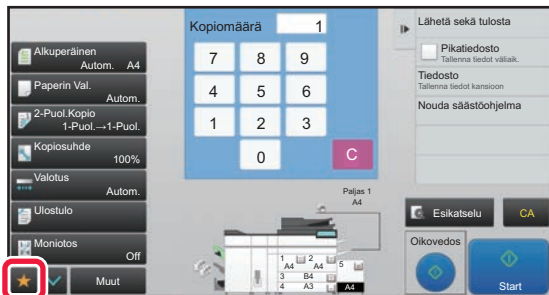 Kopiomäärä 1
7 8 9
4 5 6
1 2 3
0 C
Alkuperäinen
Autom. A4
Paperin Val.
Autom.
2-Puol.Kopio
1-Puol.→1-Puol.
Kopiosuhde
100%
Valotus
Autom.
Ulostulo
Moniotos
Off
Muut
Paljas 1
A4
1 A4
2 A4
3 B4
4 A3
5 A4
Lähetä sekä tulosta
Pikatiedosto
Tallenna tiedot väliaik.
Tiedosto
Tallenna tiedot kansioon
Nouda säästöohjelma
Esikatselu
CA
Oikovedos
Start